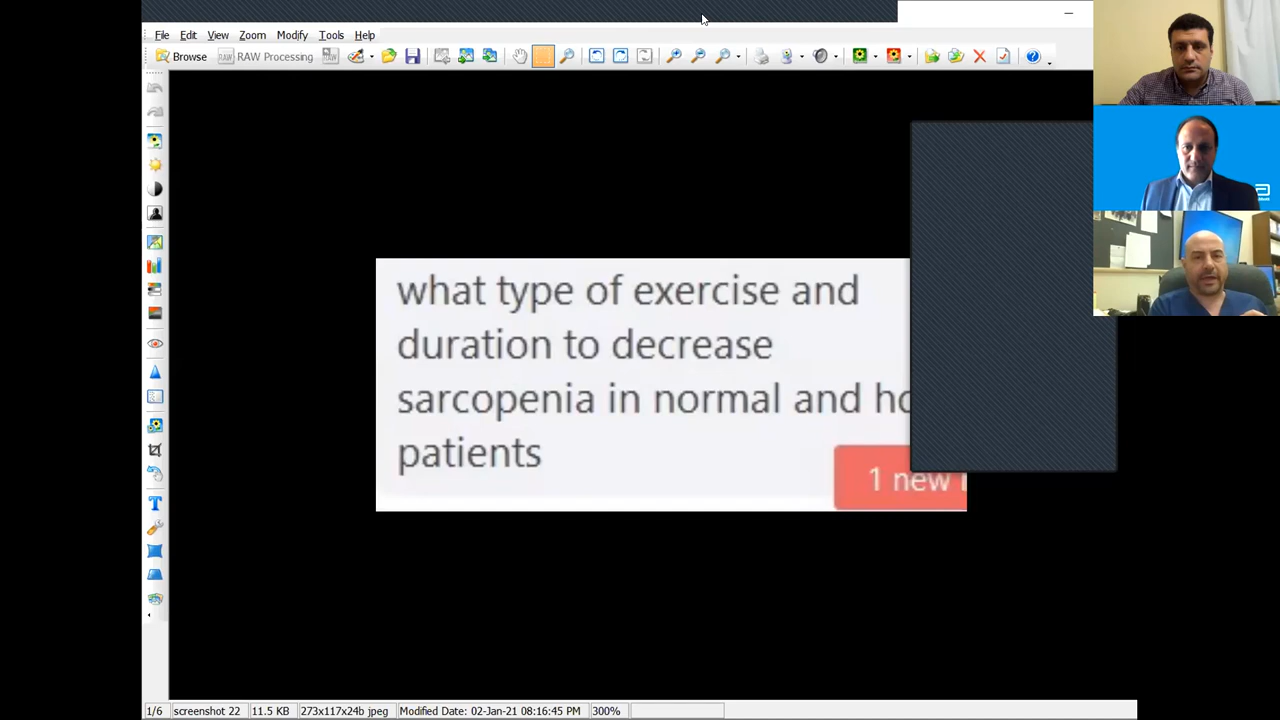 File Edit View Zoom Modify Tools Help
Browse RAW RAW Processing RAW
what type of exercise and
duration to decrease
sarcopenia in normal and
patients
1 new
1/6 screenshot 22 11.5 KB 273x117x24b jpeg Modified Date: 02-Jan-21 08:16:45 PM 300%